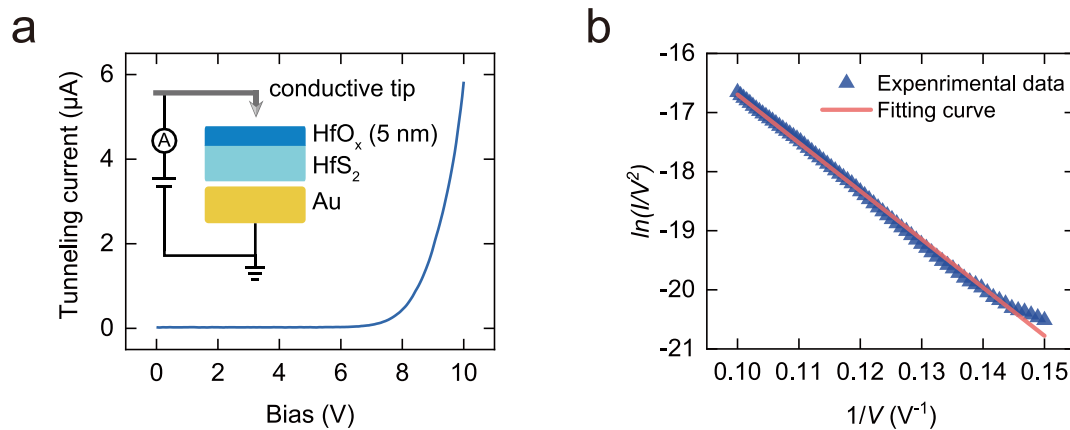 a
Tunneling current (μA)
6
4
2
0
0 2 4 6 8 10
Bias (V)
conductive tip
A
HfOₓ (5 nm)
HfS₂
Au
b
ln(I/V²)
-16
-17
-18
-19
-20
-21
0.10 0.11 0.12 0.13 0.14 0.15
1/V (V⁻¹)
Expenrimental data
Fitting curve